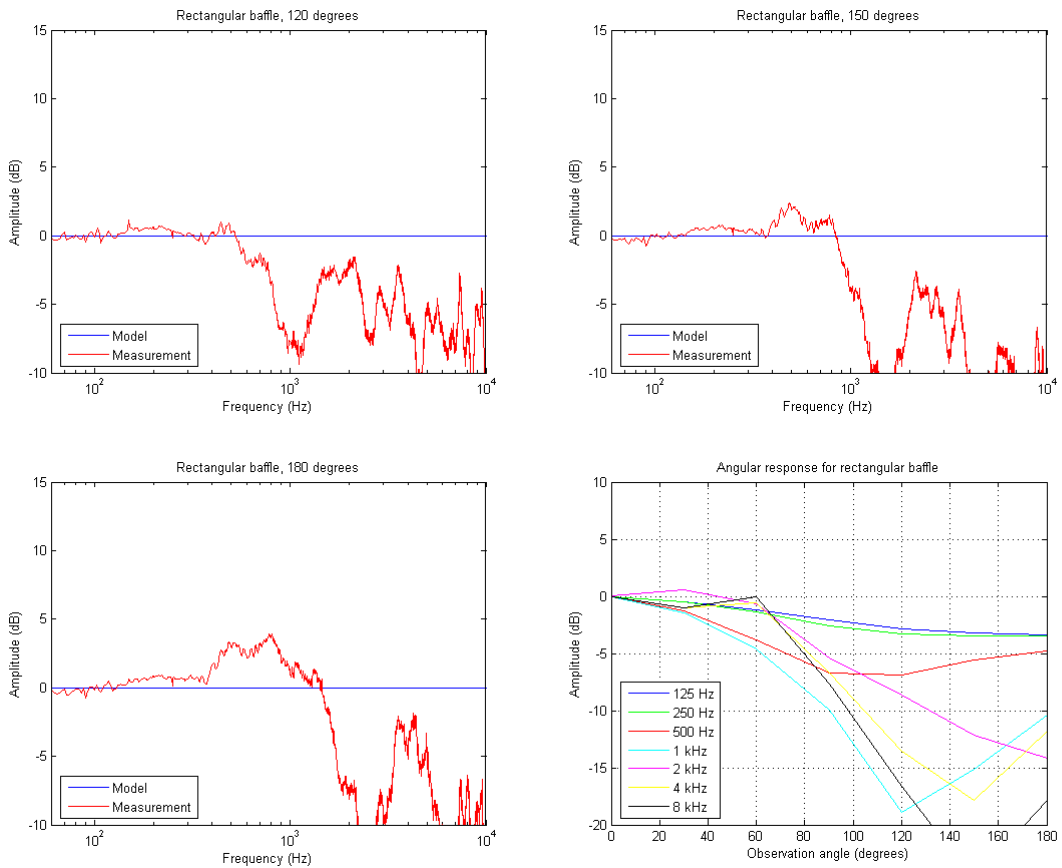 Rectangular baffle, 120 degrees
15
10
5
0
-5
-10
Amplitude (dB)
Model
Measurement
10^2
10^3
10^4
Frequency (Hz)
Rectangular baffle, 150 degrees
15
10
5
0
-5
-10
Amplitude (dB)
Model
Measurement
10^2
10^3
10^4
Frequency (Hz)
Rectangular baffle, 180 degrees
15
10
5
0
-5
-10
Amplitude (dB)
Model
Measurement
10^2
10^3
10^4
Frequency (Hz)
Angular response for rectangular baffle
10
5
0
-5
-10
-15
-20
Amplitude (dB)
125 Hz
250 Hz
500 Hz
1 kHz
2 kHz
4 kHz
8 kHz
0 20 40 60 80 100 120 140 160 180
Observation angle (degrees)